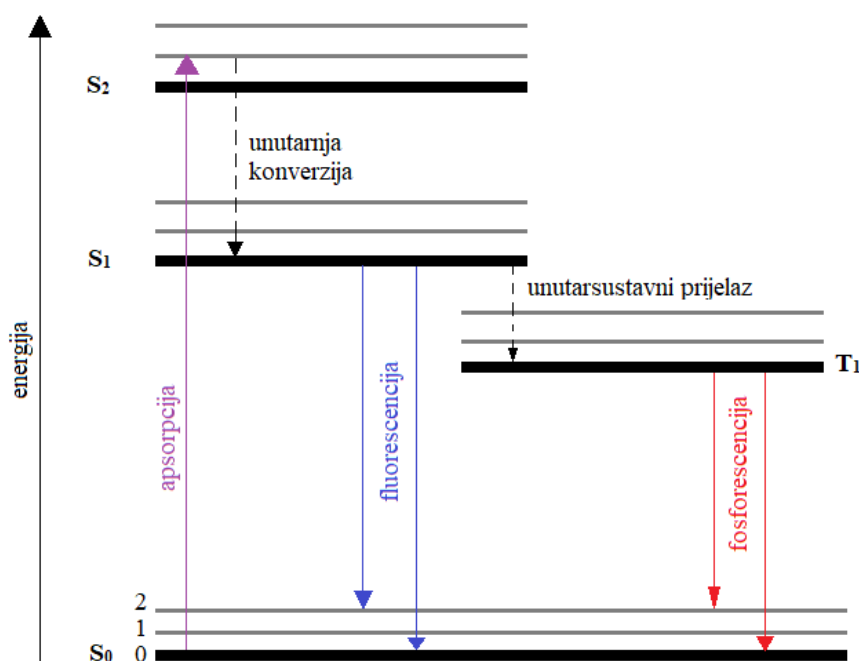 S₂
unutarnja
konverzija
S₁
unutarsustavni prijelaz
T₁
energija
apsorpcija
fluorescencija
fosforescencija
2
1
S₀ 0